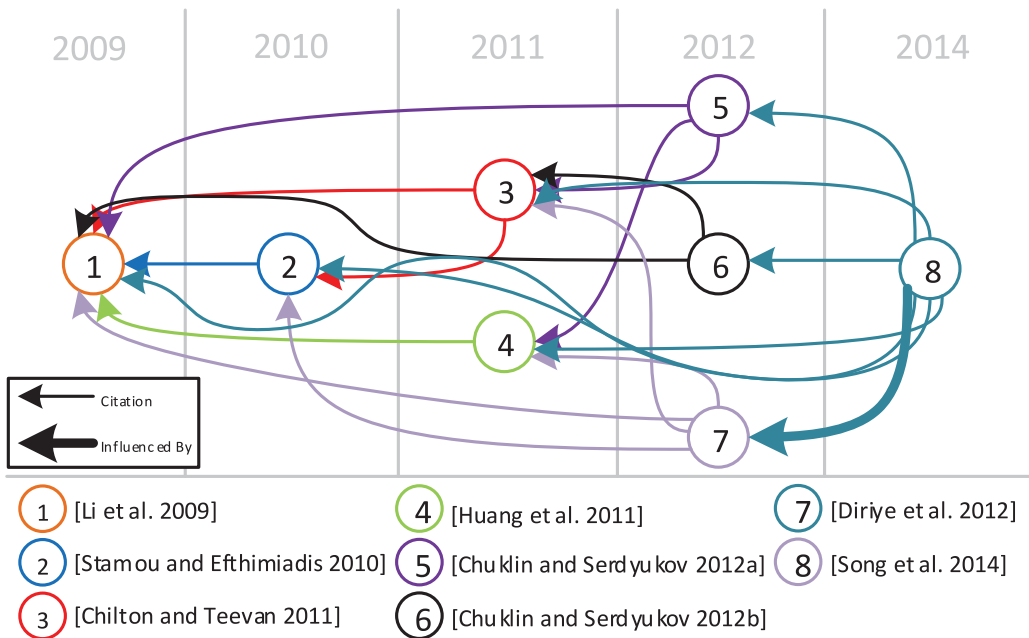 2009 2010 2011 2012 2014
5
3
1 2 6 8
4
Citation
Influenced By
7
1 [Li et al. 2009] 4 [Huang et al. 2011] 7 [Diriye et al. 2012]
2 [Stamou and Efthimiadis 2010] 5 [Chuklin and Serdyukov 2012a] 8 [Song et al. 2014]
3 [Chilton and Teevan 2011] 6 [Chuklin and Serdyukov 2012b]